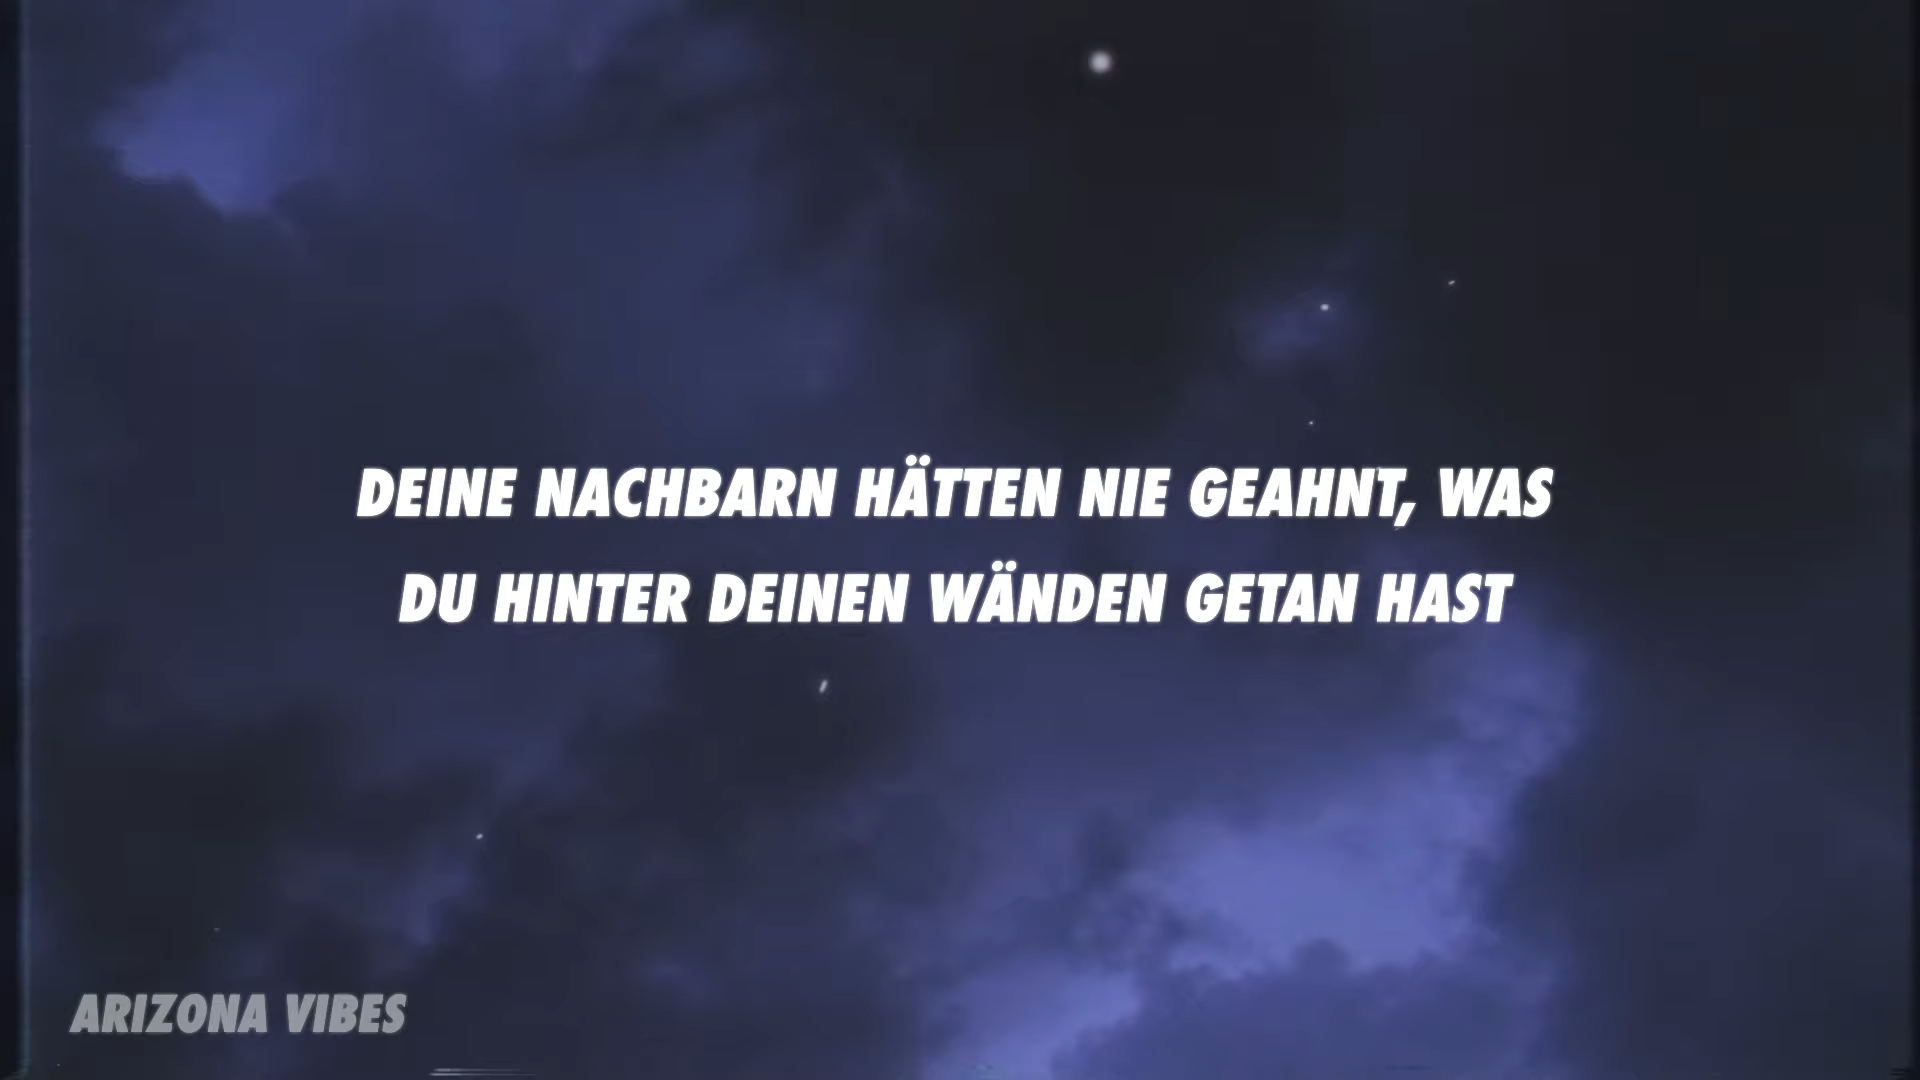 DEINE NACHBARN HÄTTEN NIE GEAHNT, WAS
DU HINTER DEINEN WÄNDEN GETAN HAST
ARIZONA VIBES